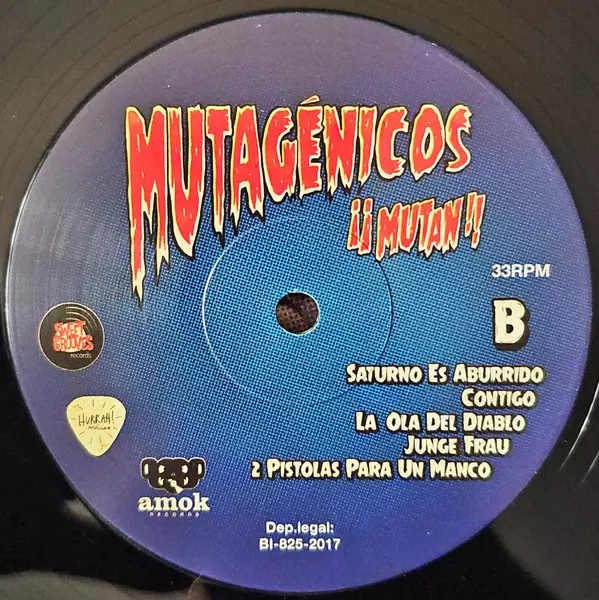 MUTAGÉNICOS
¡¡MUTAN!!
33RPM
B
SWEET
GROOVES
records
SATURNO ES ABURRIDO
CONTIGO
LA OLA DEL DIABLO
JUNGE FRAU
2 PISTOLAS PARA UN MANCO
HURRAH!
MÚSICA
amok
RECORDS
Dep.legal:
BI-825-2017